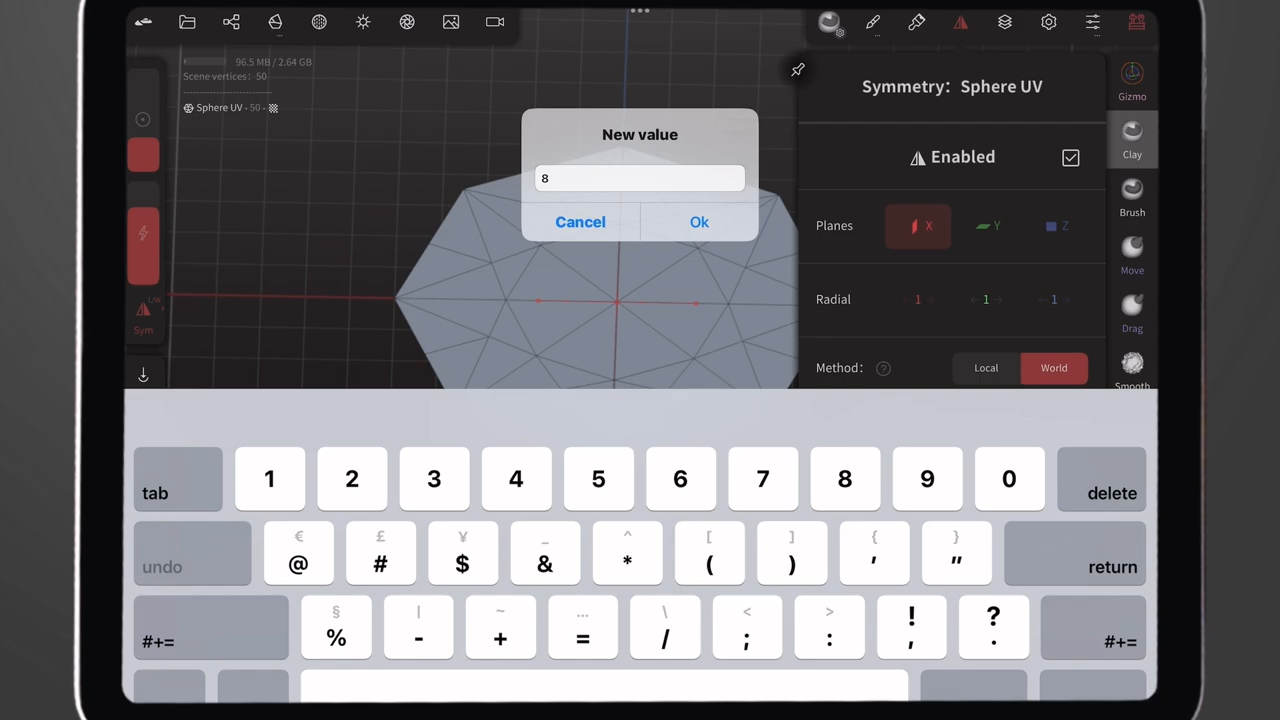 96.5 MB / 2.64 GB
Scene vertices: 50
Sphere UV - 50 -
L/W
Sym
New value
8
Cancel
Ok
Symmetry: Sphere UV
Enabled
Planes
X
Y
Z
Radial
1
1
1
Method:
?
Local
World
Gizmo
Clay
Brush
Move
Drag
Smooth
tab
1 2 3 4 5 6 7 8 9 0
delete
undo
€ £ ¥ _ ^ [ ] { }
@ # $ & * ( ) ' "
return
§ | ~ … \ < >
#+=
% - + = / ; : ! , ? .
#+=